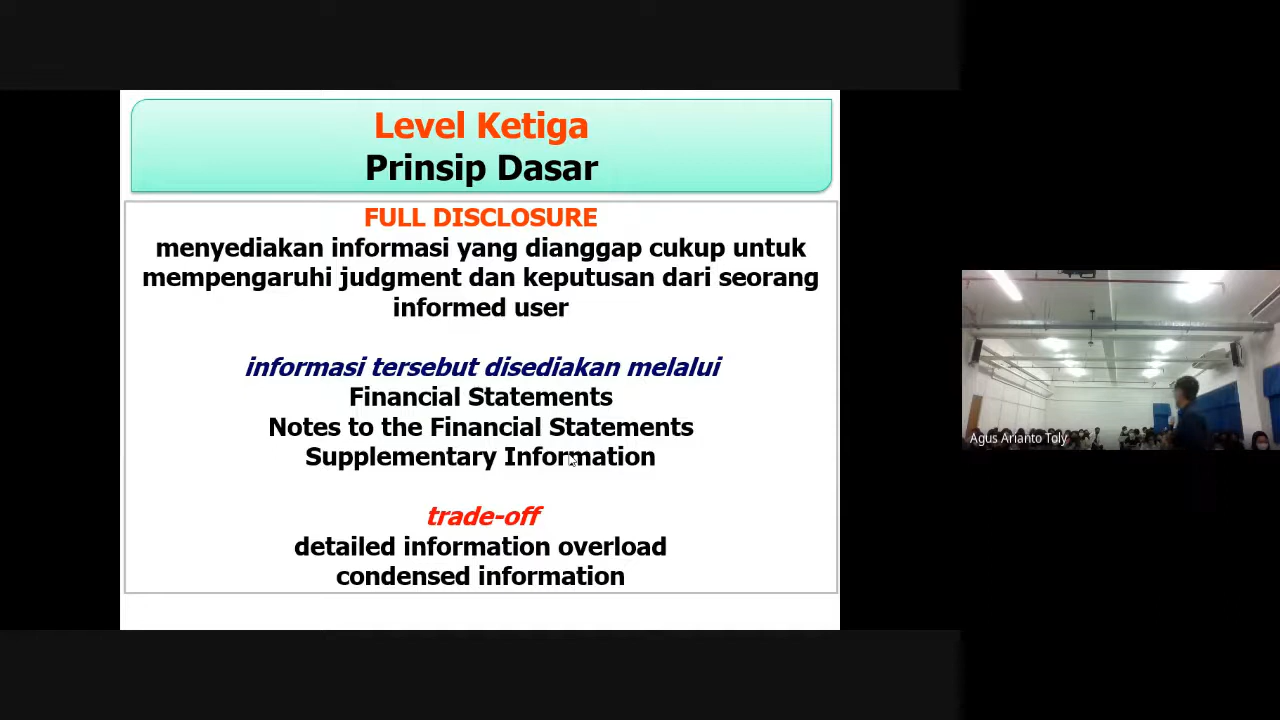 Level Ketiga
Prinsip Dasar
FULL DISCLOSURE
menyediakan informasi yang dianggap cukup untuk
mempengaruhi judgment dan keputusan dari seorang
informed user
informasi tersebut disediakan melalui
Financial Statements
Notes to the Financial Statements
Supplementary Information
trade-off
detailed information overload
condensed information
Agus Arianto Toly